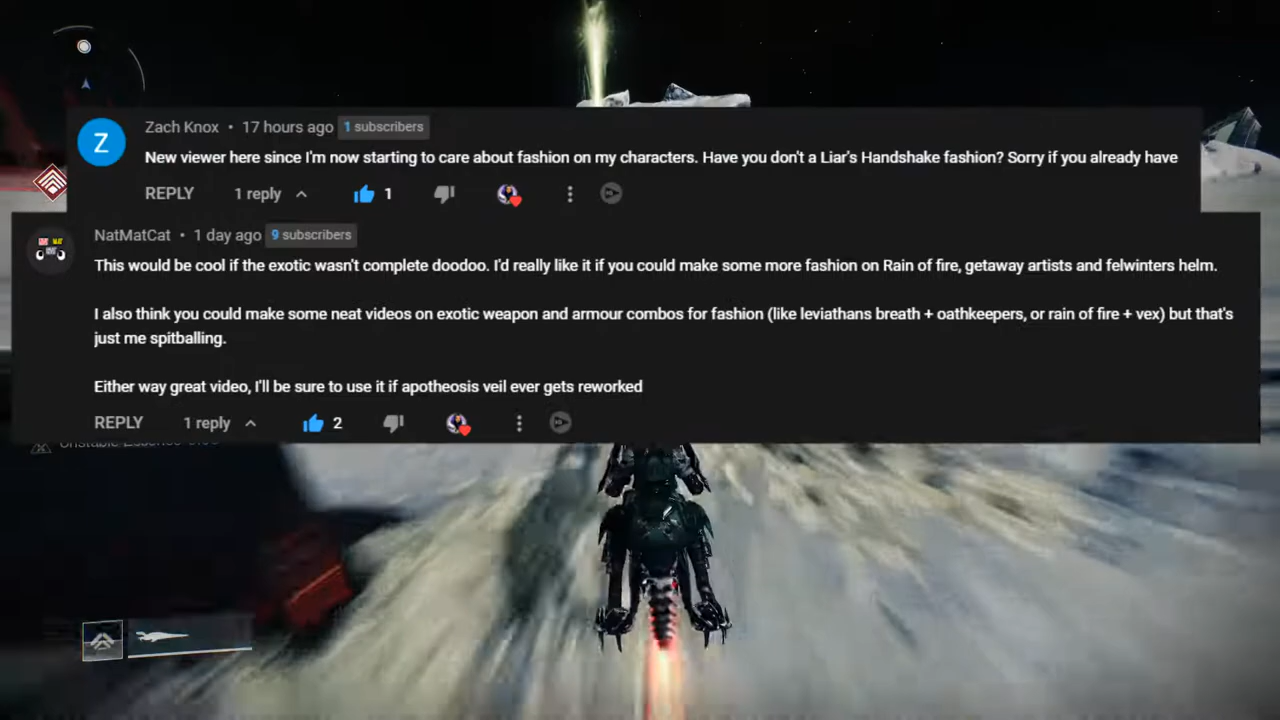 Zach Knox • 17 hours ago 1 subscribers
New viewer here since I'm now starting to care about fashion on my characters. Have you don't a Liar's Handshake fashion? Sorry if you already have
REPLY 1 reply 1
NatMatCat • 1 day ago 9 subscribers
This would be cool if the exotic wasn't complete doodoo. I'd really like it if you could make some more fashion on Rain of fire, getaway artists and felwinters helm.
I also think you could make some neat videos on exotic weapon and armour combos for fashion (like leviathans breath + oathkeepers, or rain of fire + vex) but that's
just me spitballing.
Either way great video, I'll be sure to use it if apotheosis veil ever gets reworked
REPLY 1 reply 2
Unstable Essence